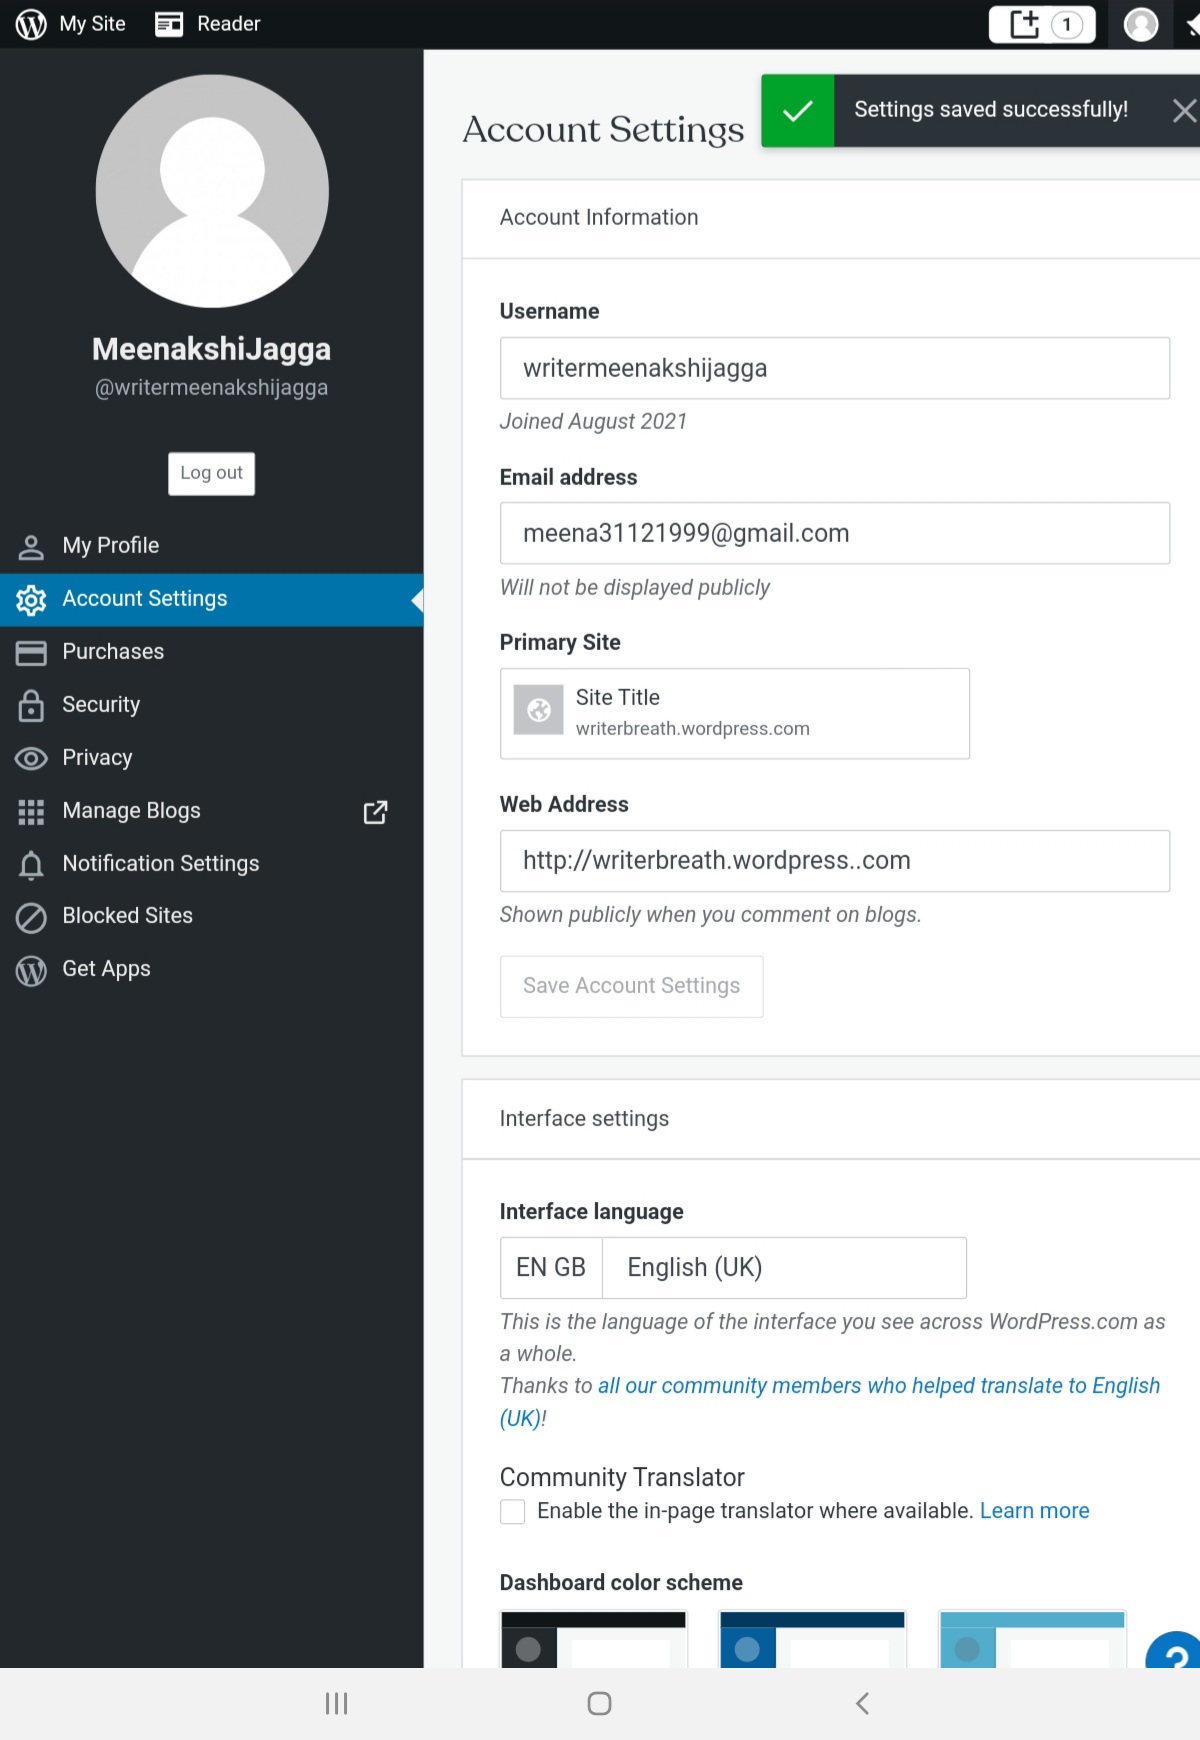 My Site
Reader
1
MeenakshiJagga
@writermeenakshijagga
Log out
My Profile
Account Settings
Purchases
Security
Privacy
Manage Blogs
Notification Settings
Blocked Sites
Get Apps
Settings saved successfully!
Account Settings
Account Information
Username
writermeenakshijagga
Joined August 2021
Email address
meena31121999@gmail.com
Will not be displayed publicly
Primary Site
Site Title
writerbreath.wordpress.com
Web Address
http://writerbreath.wordpress..com
Shown publicly when you comment on blogs.
Save Account Settings
Interface settings
Interface language
EN GB English (UK)
This is the language of the interface you see across WordPress.com as
a whole.
Thanks to all our community members who helped translate to English
(UK)!
Community Translator
Enable the in-page translator where available. Learn more
Dashboard color scheme
?